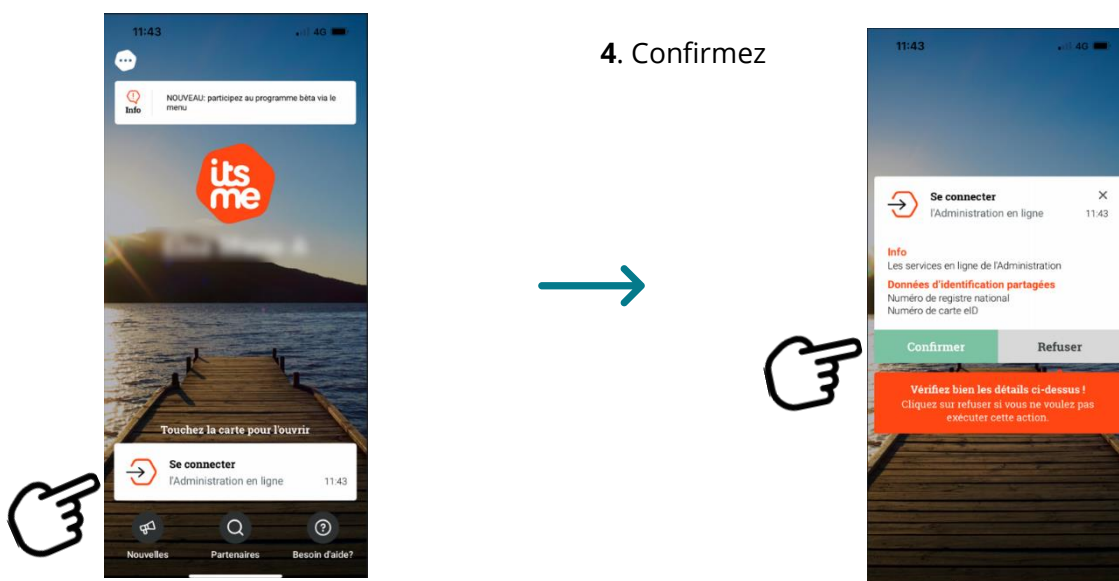 11:43
4G
Info
NOUVEAU: participez au programme bêta via le
menu
its
me
Touchez la carte pour l'ouvrir
Se connecter
l'Administration en ligne
11:43
Nouvelles
Partenaires
Besoin d'aide?
4. Confirmez
11:43
4G
Se connecter
l'Administration en ligne
11:43
Info
Les services en ligne de l'Administration
Données d'identification partagées
Numéro de registre national
Numéro de carte eID
Confirmer
Refuser
Vérifiez bien les détails ci-dessus !
Cliquez sur refuser si vous ne voulez pas
exécuter cette action.